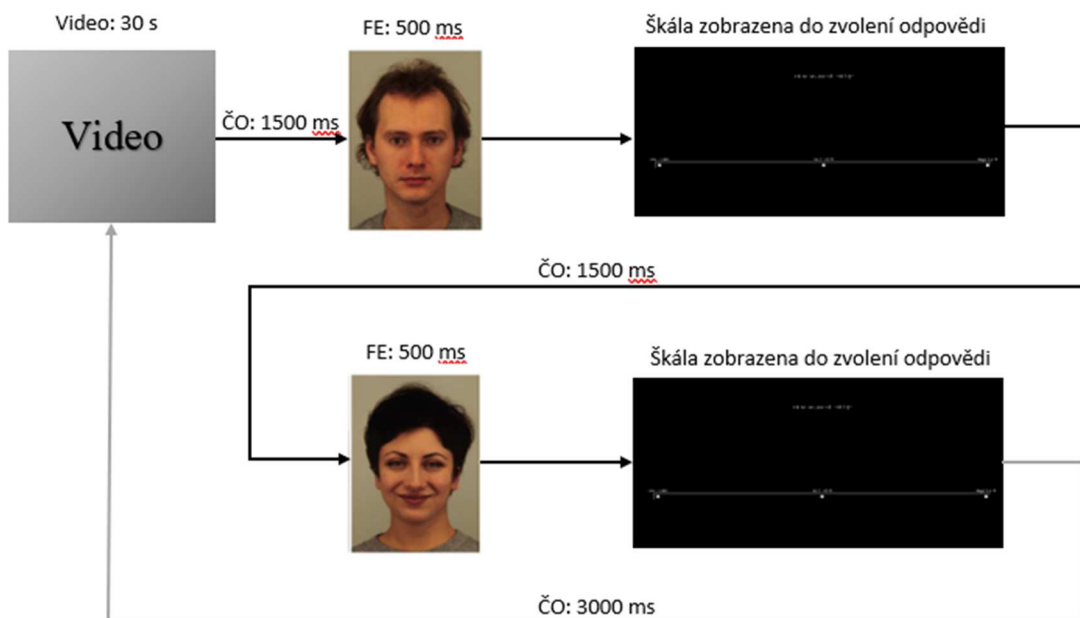 Video: 30 s
FE: 500 ms
Škála zobrazena do zvolení odpovědi
Video
ČO: 1500 ms
ČO: 1500 ms
FE: 500 ms
Škála zobrazena do zvolení odpovědi
ČO: 3000 ms